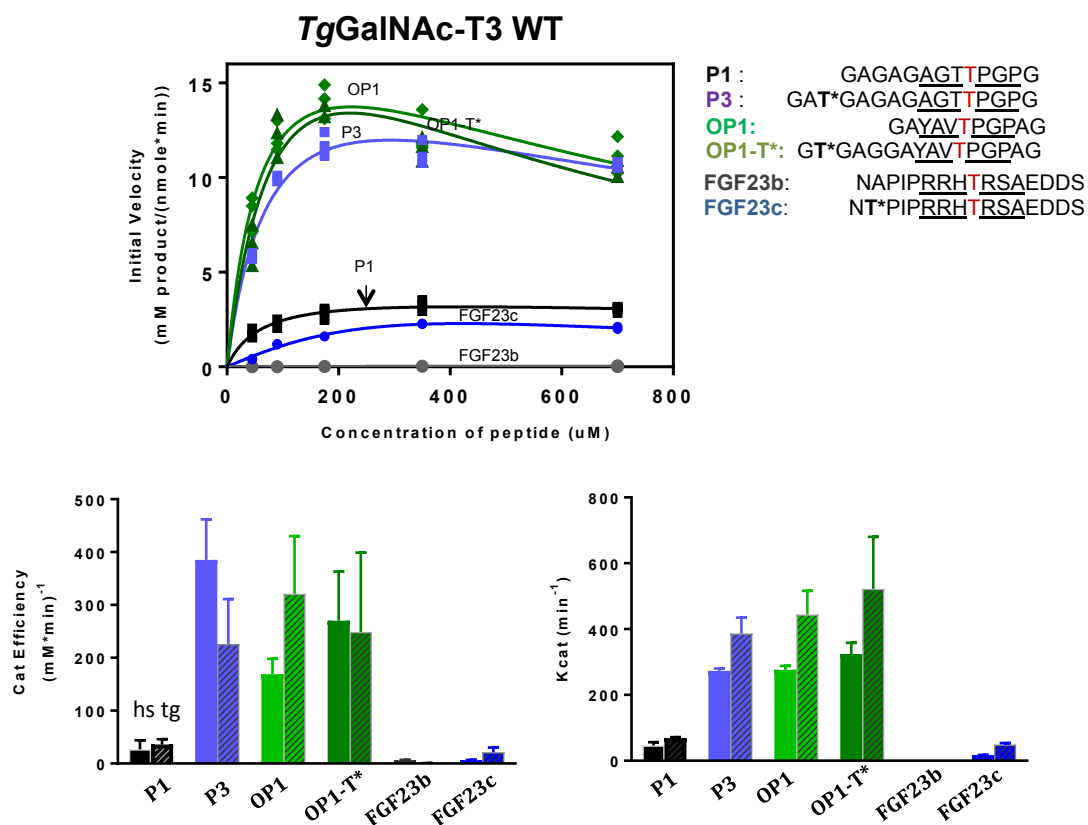 TgGalNAc-T3 WT
Initial Velocity
(mM product/(nmole*min))
15
10
5
0
0 200 400 600 800
Concentration of peptide (uM)
OP1
OP1-T*
P3
P1
FGF23c
FGF23b
P1 : GAGAGAGTTPGPG
P3 : GAT*GAGAGAGTTPGPG
OP1: GAYAVTPGPAG
OP1-T*: GT*GAGGAYAVTPGPAG
FGF23b: NAPIPRRHTRSAEDDS
FGF23c: NT*PIPRRHTRSAEDDS
Cat Efficiency
(mM*min)-1
500
400
300
200
100
0
hs tg
P1 P3 OP1 OP1-T* FGF23b FGF23c
Kcat (min-1)
800
600
400
200
0
P1 P3 OP1 OP1-T* FGF23b FGF23c